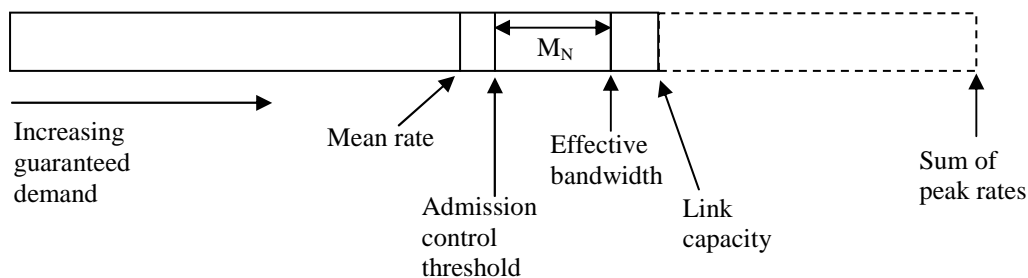 M_N
Increasing
guaranteed
demand
Mean rate
Admission
control
threshold
Effective
bandwidth
Link
capacity
Sum of
peak rates